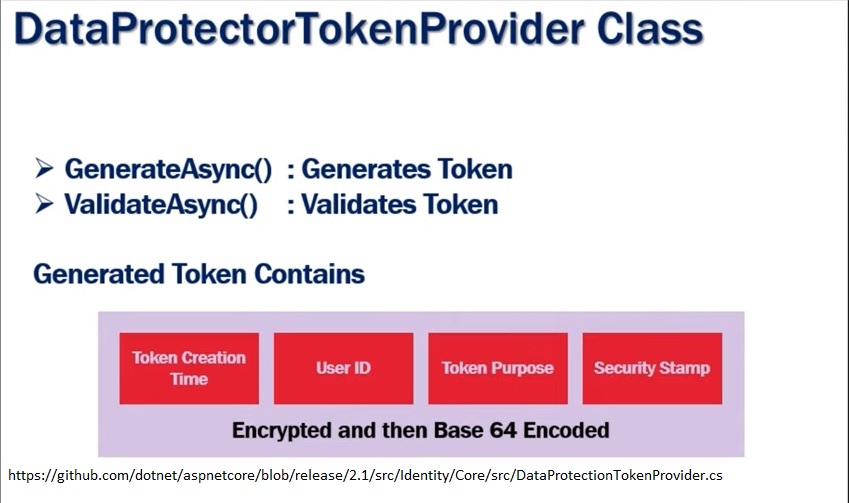 DataProtectorTokenProvider Class
➢ GenerateAsync() : Generates Token
➢ ValidateAsync() : Validates Token
Generated Token Contains
Token Creation
Time
User ID
Token Purpose
Security Stamp
Encrypted and then Base 64 Encoded
https://github.com/dotnet/aspnetcore/blob/release/2.1/src/Identity/Core/src/DataProtectionTokenProvider.cs